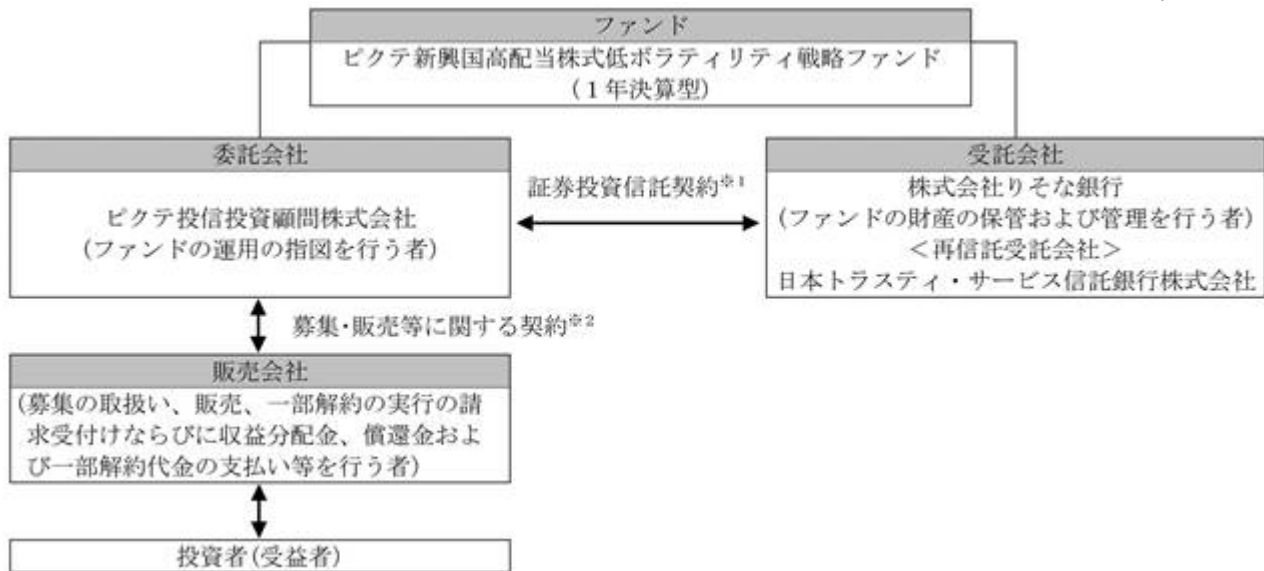 ファンド
ピクテ新興国高配当株式低ボラティリティ戦略ファンド
(1年決算型)
委託会社
ピクテ投信投資顧問株式会社
(ファンドの運用の指図を行う者)
証券投資信託契約※1
受託会社
株式会社りそな銀行
(ファンドの財産の保管および管理を行う者)
＜再信託受託会社＞
日本トラスティ・サービス信託銀行株式会社
募集・販売等に関する契約※2
販売会社
(募集の取扱い、販売、一部解約の実行の請
求受付けならびに収益分配金、償還金およ
び一部解約代金の支払い等を行う者)
投資者(受益者)